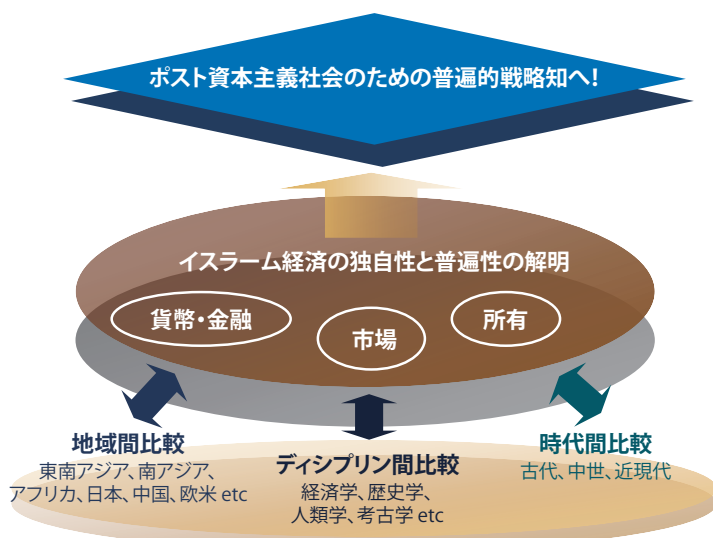 ポスト資本主義社会のための普遍的戦略知へ!
イスラーム経済の独自性と普遍性の解明
貨幣・金融
市場
所有
地域間比較
東南アジア、南アジア、
アフリカ、日本、中国、欧米 etc
ディシプリン間比較
経済学、歴史学、
人類学、考古学 etc
時代間比較
古代、中世、近現代